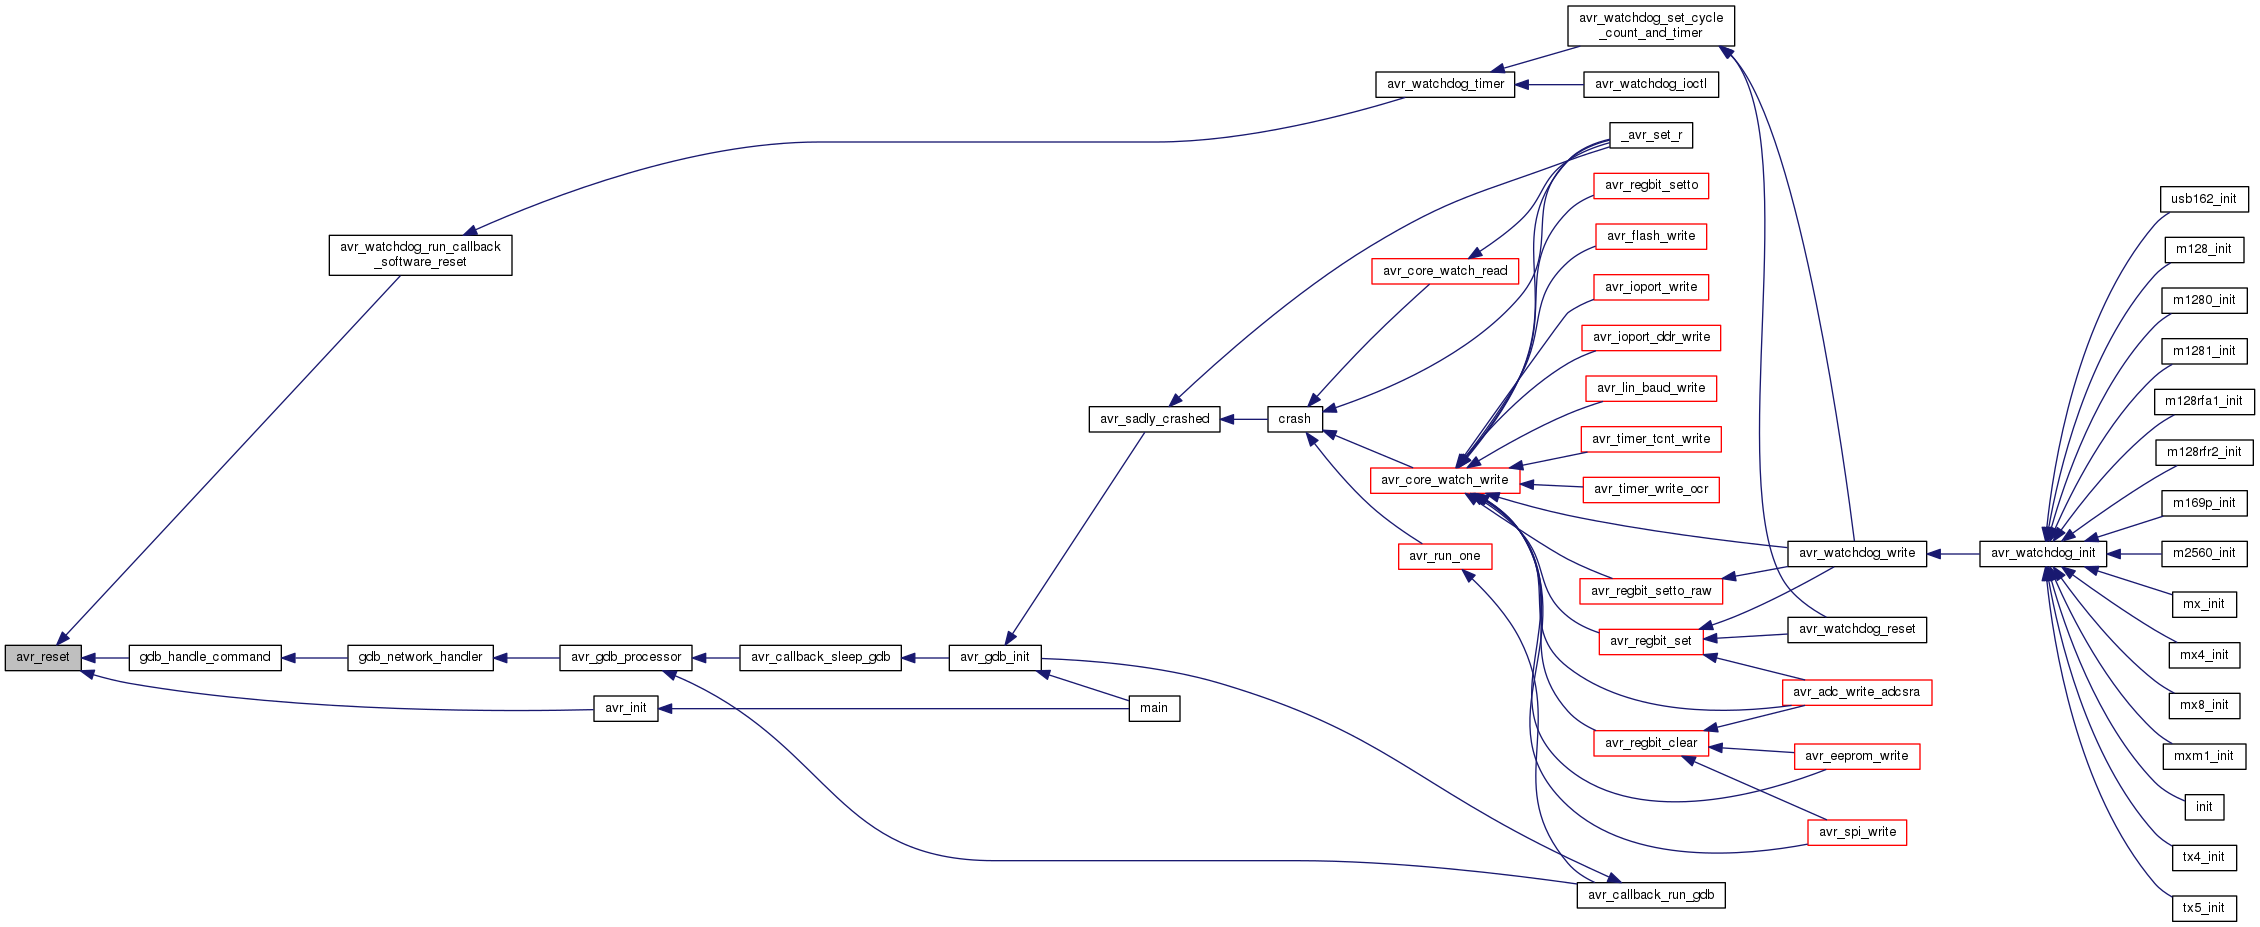 avr_watchdog_set_cycle
_count_and_timer
avr_watchdog_timer
avr_watchdog_ioctl
_avr_set_r
avr_regbit_setto
usb162_init
avr_flash_write
m128_init
avr_watchdog_run_callback
_software_reset
avr_core_watch_read
avr_ioport_write
m1280_init
avr_ioport_ddr_write
m1281_init
avr_lin_baud_write
m128rfa1_init
avr_sadly_crashed
crash
avr_timer_tcnt_write
m128rfr2_init
avr_core_watch_write
avr_timer_write_ocr
m169p_init
avr_run_one
avr_watchdog_write
avr_watchdog_init
m2560_init
avr_regbit_setto_raw
mx_init
avr_regbit_set
avr_watchdog_reset
avr_reset
gdb_handle_command
gdb_network_handler
avr_gdb_processor
avr_callback_sleep_gdb
avr_gdb_init
mx4_init
avr_adc_write_adcsra
avr_init
main
mx8_init
avr_regbit_clear
avr_eeprom_write
mxm1_init
init
avr_spi_write
tx4_init
avr_callback_run_gdb
tx5_init